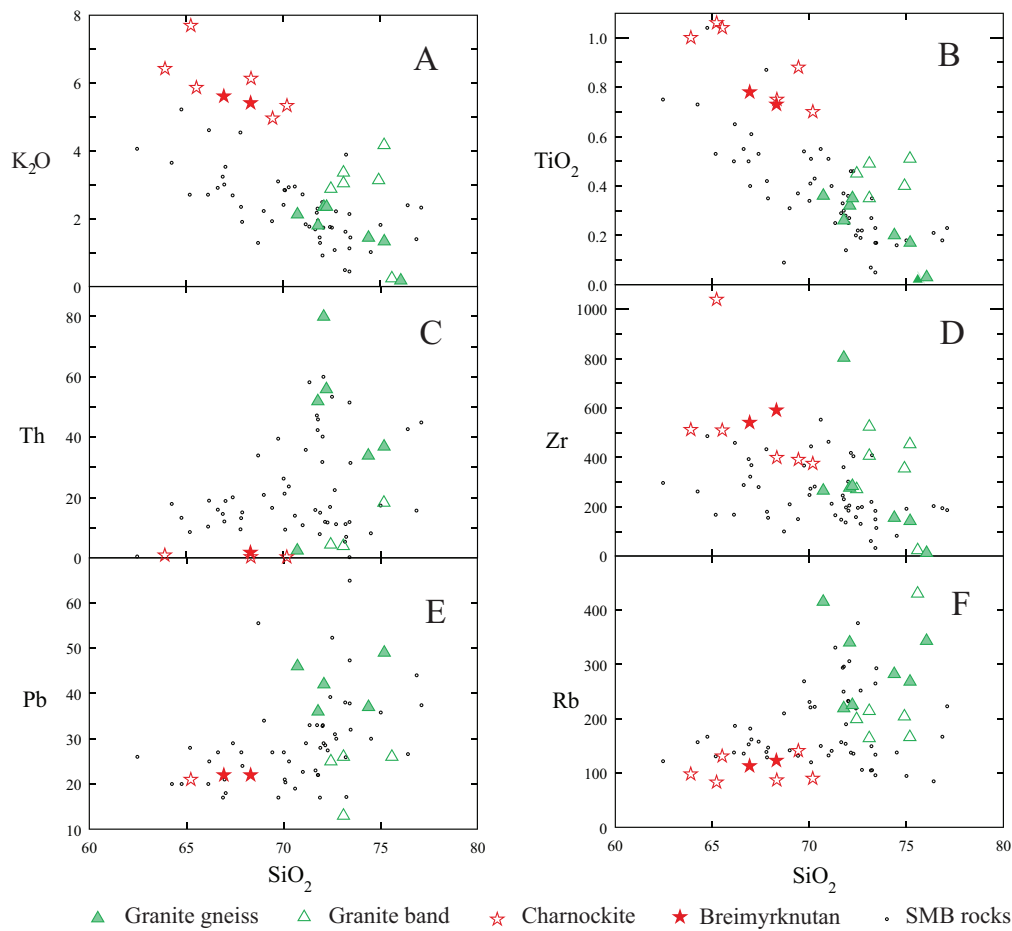 8
6
4
2
0
K₂O
A
1.0
0.8
0.6
0.4
0.2
0.0
TiO₂
B
80
60
40
20
0
Th
C
1000
800
600
400
200
0
Zr
D
60
50
40
30
20
10
Pb
E
400
300
200
100
0
Rb
F
60 65 70 75 80
60 65 70 75 80
SiO₂
SiO₂
Granite gneiss Granite band Charnockite Breimyrknutan SMB rocks